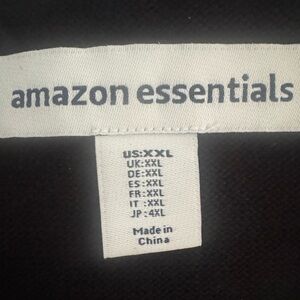 amazon essentials
US:XXL
UK:XXL
DE:XXL
ES:XXL
FR:XXL
IT :XXL
JP:4XL
Made in
China